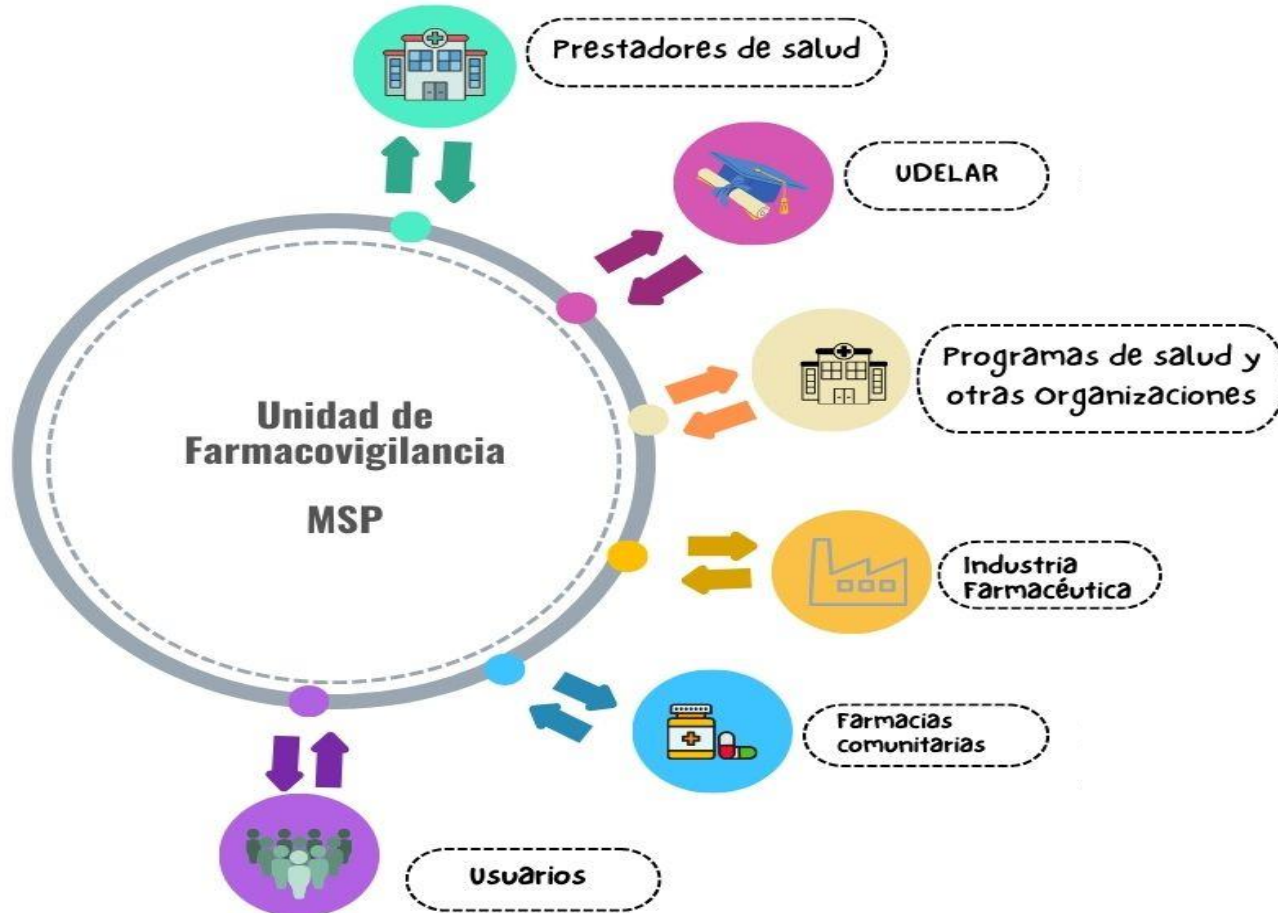 Prestadores de salud
UDELAR
Programas de salud y
otras Organizaciones
Unidad de
Farmacovigilancia
MSP
Industria
Farmacéutica
Farmacias
comunitarias
Usuarios